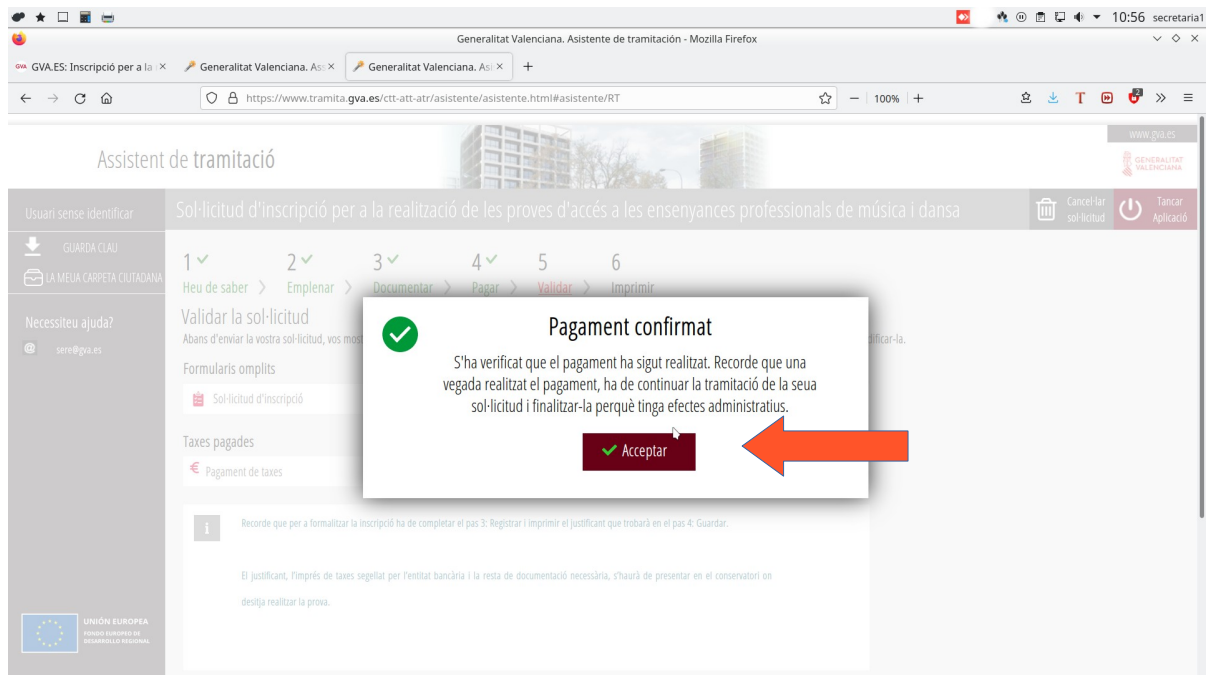 10:56 secretaria1
Generalitat Valenciana. Asistente de tramitación - Mozilla Firefox
GVA.ES: Inscripció per a la
Generalitat Valenciana. Ass
Generalitat Valenciana. Asi
https://www.tramita.gva.es/ctt-att-atr/asistente/asistente.html#asistente/RT
100%
2
www.gva.es
Assistent de tramitació
GENERALITAT
VALENCIANA
Usuari sense identificar
Sol·licitud d'inscripció per a la realització de les proves d'accés a les ensenyances professionals de música i dansa
Cancel·lar
sol·licitud
Tancar
Aplicació
GUARDA CLAU
LA MEUA CARPETA CIUTADANA
1 2 3 4 5 6
Heu de saber Emplenar Documentar Pagar Validar Imprimir
Necessiteu ajuda?
sere@gva.es
Validar la sol·licitud
Abans d'enviar la vostra sol·licitud, vos most
dificar-la.
Formularis omplits
Sol·licitud d'inscripció
Taxes pagades
Pagament de taxes
Pagament confirmat
S'ha verificat que el pagament ha sigut realitzat. Recorde que una
vegada realitzat el pagament, ha de continuar la tramitació de la seua
sol·licitud i finalitzar-la perquè tinga efectes administratius.
Acceptar
Recorde que per a formalitzar la inscripció ha de completar el pas 3: Registrar i imprimir el justificant que trobarà en el pas 4: Guardar.
El justificant, l'imprés de taxes segellat per l'entitat bancària i la resta de documentació necessària, s'haurà de presentar en el conservatori on
desitja realitzar la prova.
UNIÓN EUROPEA
FONDO EUROPEO DE
DESARROLLO REGIONAL